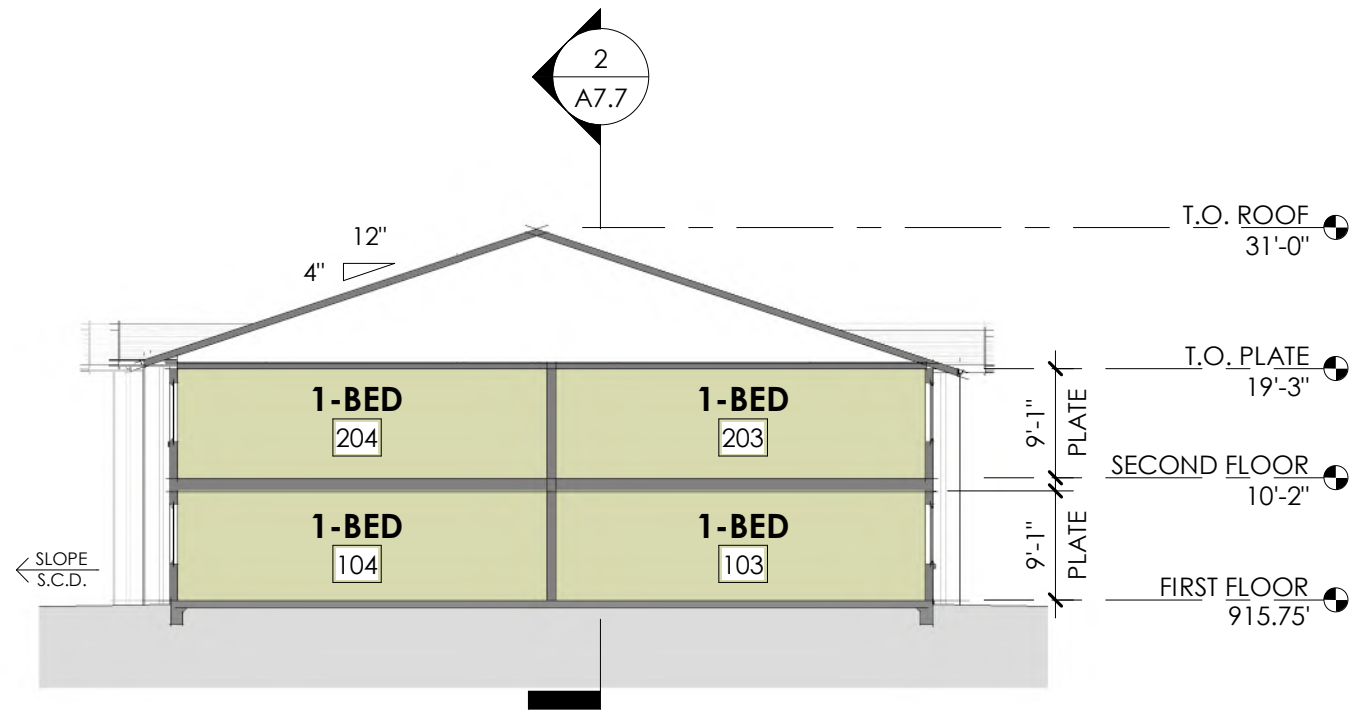 2
A7.7
T.O. ROOF
31'-0"
12"
4"
T.O. PLATE
19'-3"
1-BED
204
1-BED
203
9'-1"
PLATE
SECOND FLOOR
10'-2"
1-BED
104
1-BED
103
9'-1"
PLATE
SLOPE
S.C.D.
FIRST FLOOR
915.75'